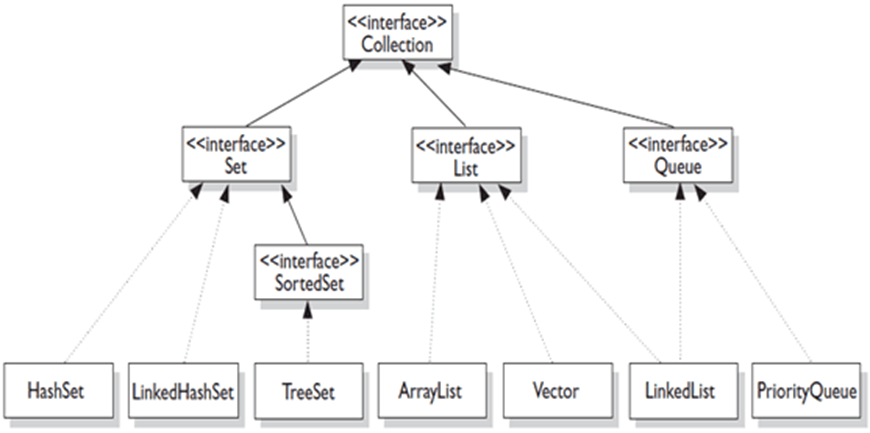 <<interface>>
Collection
<<interface>>
Set
<<interface>>
List
<<interface>>
Queue
<<interface>>
SortedSet
HashSet
LinkedHashSet
TreeSet
ArrayList
Vector
LinkedList
PriorityQueue